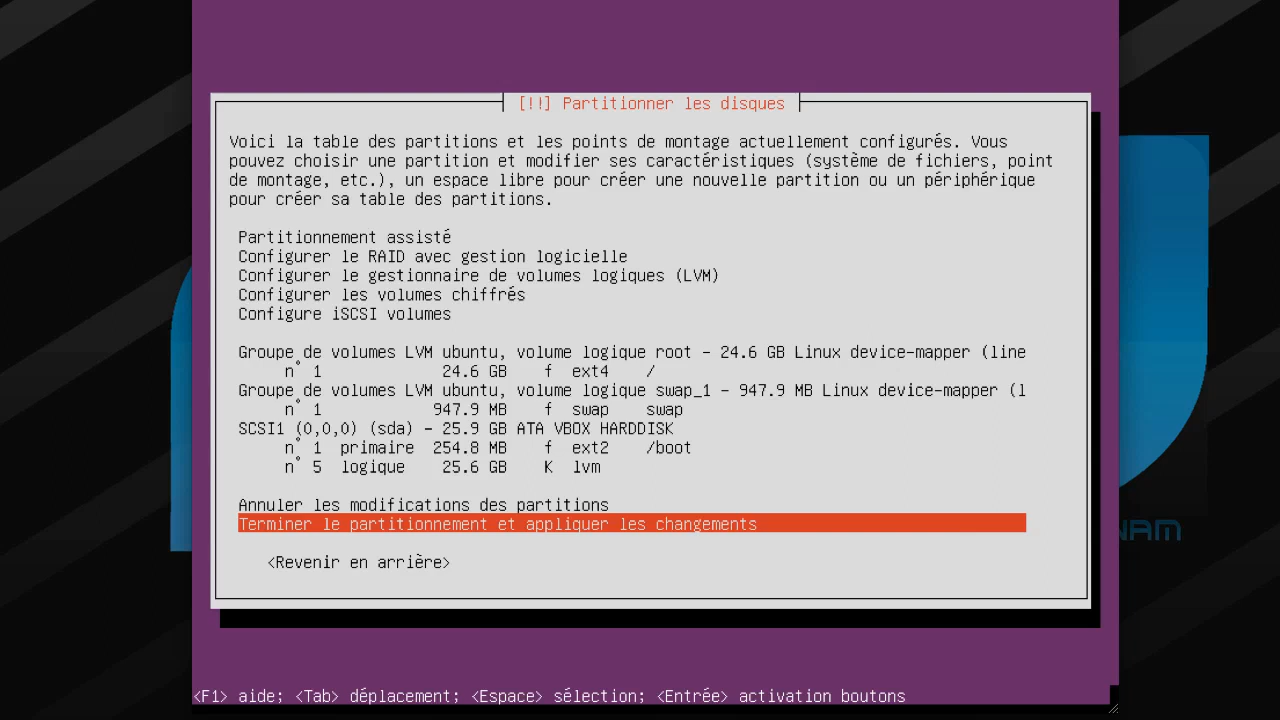 [!!] Partitionner les disques
Voici la table des partitions et les points de montage actuellement configurés. Vous
pouvez choisir une partition et modifier ses caractéristiques (système de fichiers, point
de montage, etc.), un espace libre pour créer une nouvelle partition ou un périphérique
pour créer sa table des partitions.
Partitionnement assisté
Configurer le RAID avec gestion logicielle
Configurer le gestionnaire de volumes logiques (LVM)
Configurer les volumes chiffrés
Configure iSCSI volumes
Groupe de volumes LVM ubuntu, volume logique root - 24.6 GB Linux device-mapper (line
n° 1 24.6 GB f ext4 /
Groupe de volumes LVM ubuntu, volume logique swap_1 - 947.9 MB Linux device-mapper (l
n° 1 947.9 MB f swap swap
SCSI1 (0,0,0) (sda) - 25.9 GB ATA VBOX HARDDISK
n° 1 primaire 254.8 MB f ext2 /boot
n° 5 logique 25.6 GB K lvm
Annuler les modifications des partitions
Terminer le partitionnement et appliquer les changements
<Revenir en arrière>
NAM
<F1> aide; <Tab> déplacement; <Espace> sélection; <Entrée> activation boutons